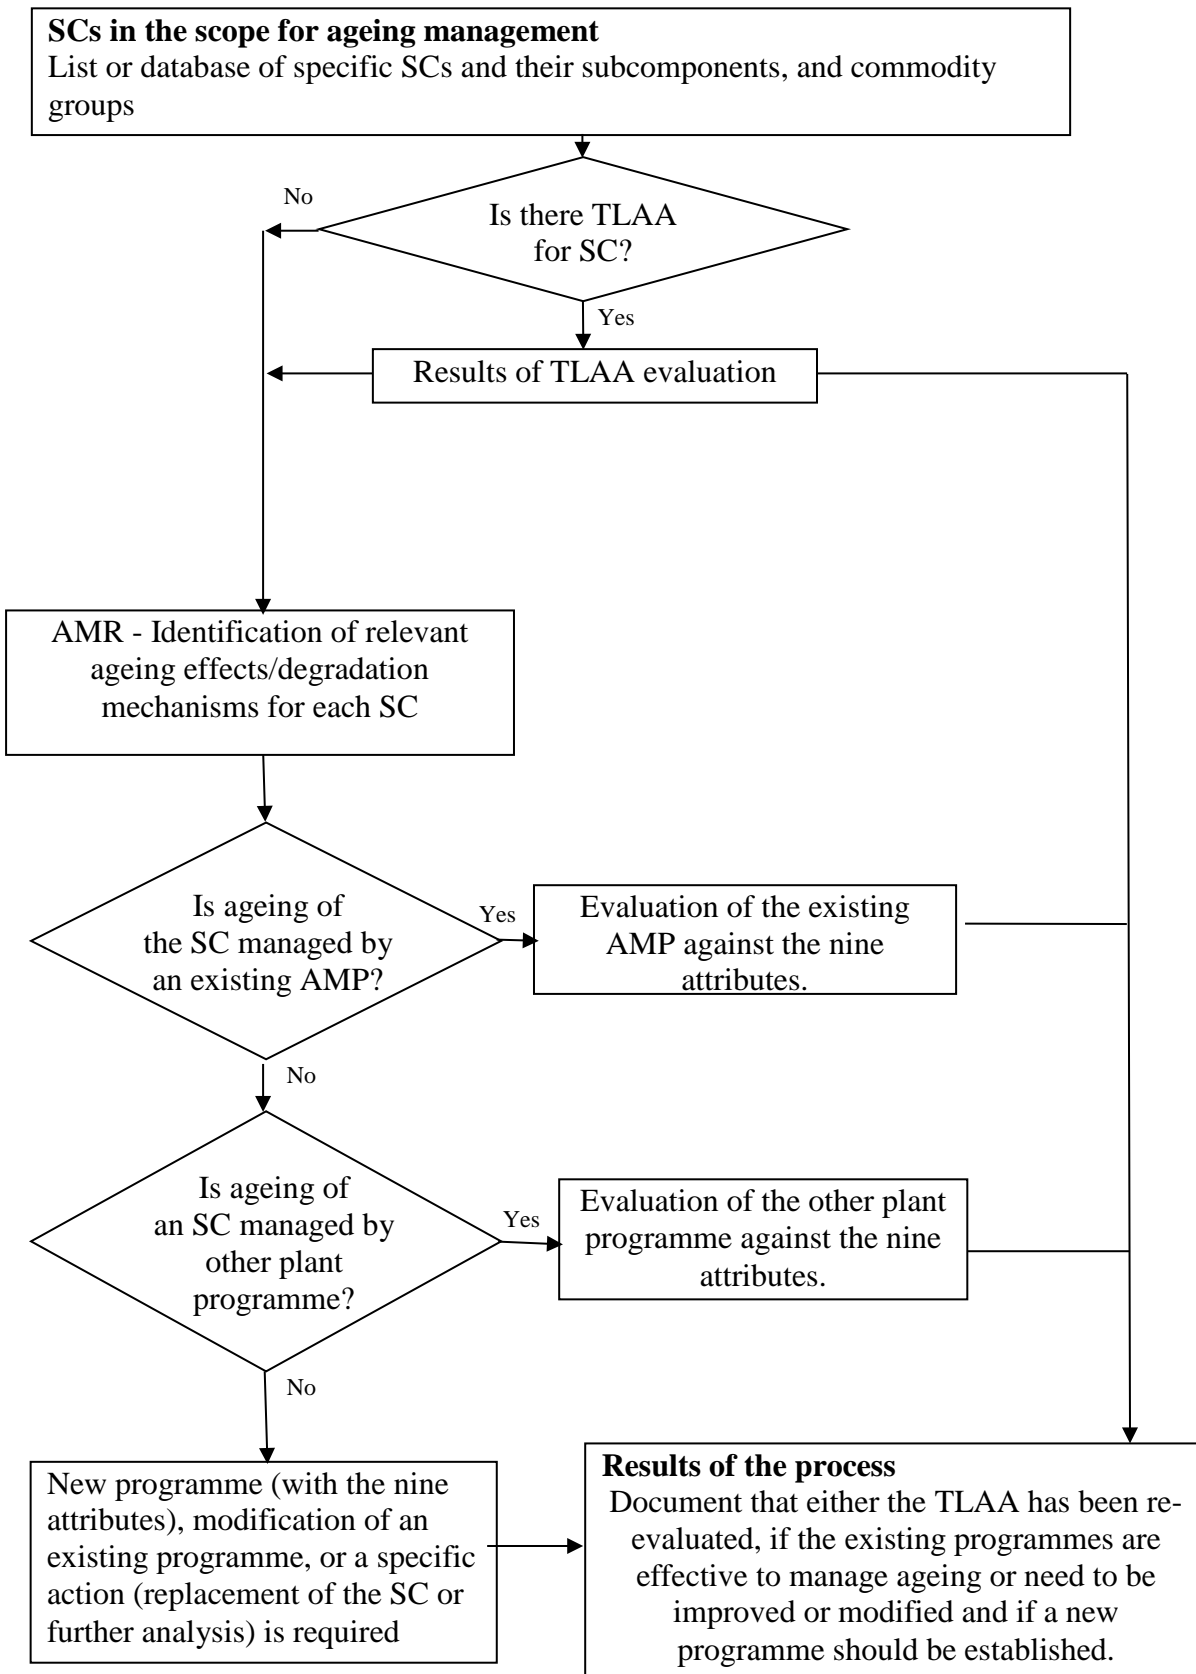 SCs in the scope for ageing management
List or database of specific SCs and their subcomponents, and commodity
groups
No
Is there TLAA
for SC?
Yes
Results of TLAA evaluation
AMR - Identification of relevant
ageing effects/degradation
mechanisms for each SC
Is ageing of
the SC managed by
an existing AMP?
Yes
Evaluation of the existing
AMP against the nine
attributes.
No
Is ageing of
an SC managed by
other plant
programme?
Yes
Evaluation of the other plant
programme against the nine
attributes.
No
New programme (with the nine
attributes), modification of an
existing programme, or a specific
action (replacement of the SC or
further analysis) is required
Results of the process
Document that either the TLAA has been re-
evaluated, if the existing programmes are
effective to manage ageing or need to be
improved or modified and if a new
programme should be established.